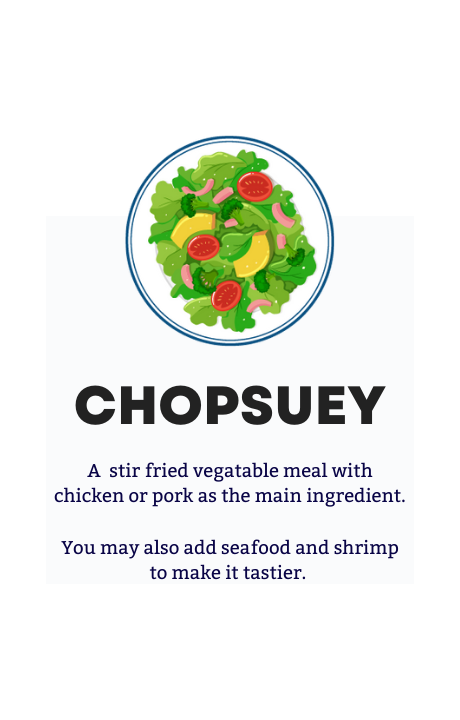 CHOPSUEY
A  stir fried vegatable meal with
chicken or pork as the main ingredient.
You may also add seafood and shrimp
to make it tastier.